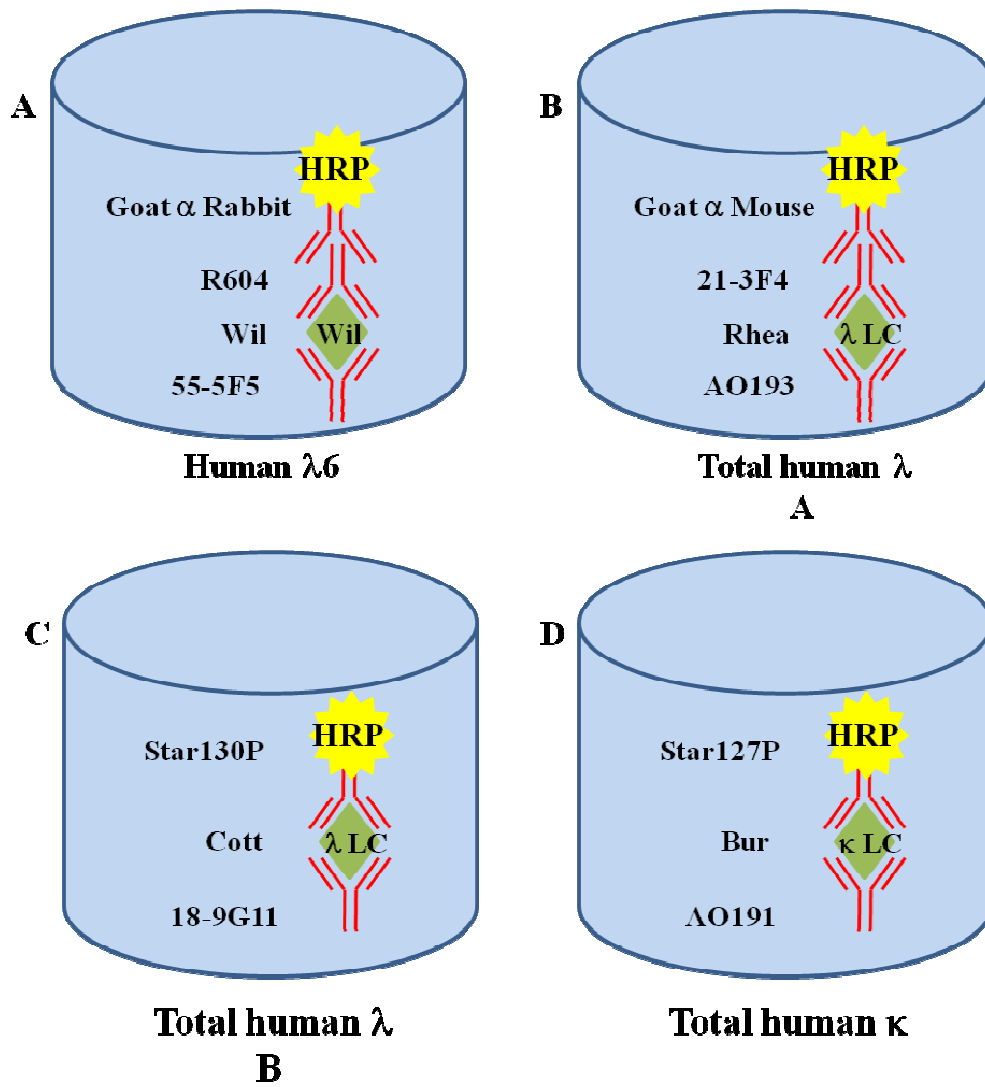 A
HRP
Goat α Rabbit
R604
Wil Wil
55-5F5
Human λ6
B
HRP
Goat α Mouse
21-3F4
Rhea λ LC
AO193
Total human λ
A
C
HRP
Star130P
Cott λ LC
18-9G11
Total human λ
B
D
HRP
Star127P
Bur κ LC
AO191
Total human κ